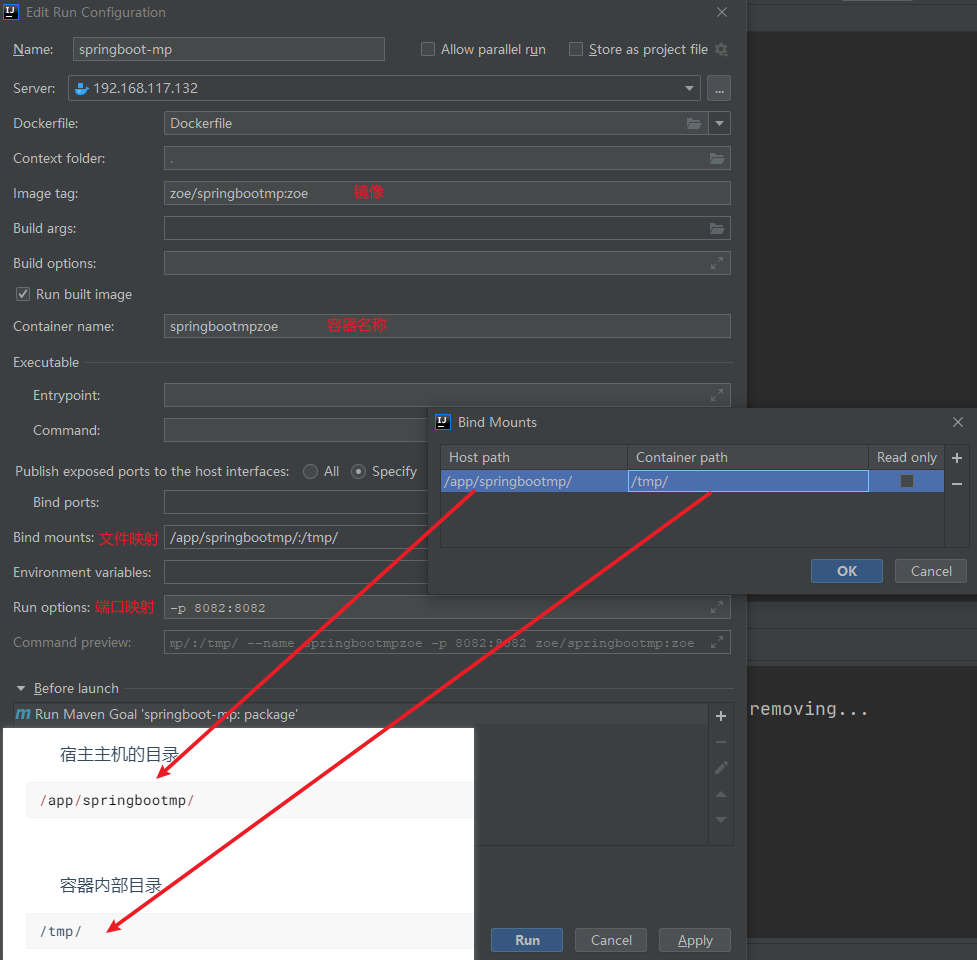 Edit Run Configuration
Name: springboot-mp Allow parallel run Store as project file
Server: 192.168.117.132 ...
Dockerfile: Dockerfile
Context folder: .
Image tag: zoe/springbootmp:zoe 镜像
Build args:
Build options:
Run built image
Container name: springbootmpzoe 容器名称
Executable
Entrypoint:
Command:
Publish exposed ports to the host interfaces: All Specify
Bind ports:
Bind mounts: 文件映射 /app/springbootmp/:/tmp/
Environment variables:
Run options: 端口映射 -p 8082:8082
Command preview: mp/:/tmp/ --name springbootmpzoe -p 8082:8082 zoe/springbootmp:zoe
Before launch
Run Maven Goal 'springboot-mp: package'
Bind Mounts
Host path Container path Read only
/app/springbootmp/ /tmp/
OK Cancel
removing...
宿主主机的目录
/app/springbootmp/
容器内部目录
/tmp/
Run Cancel Apply